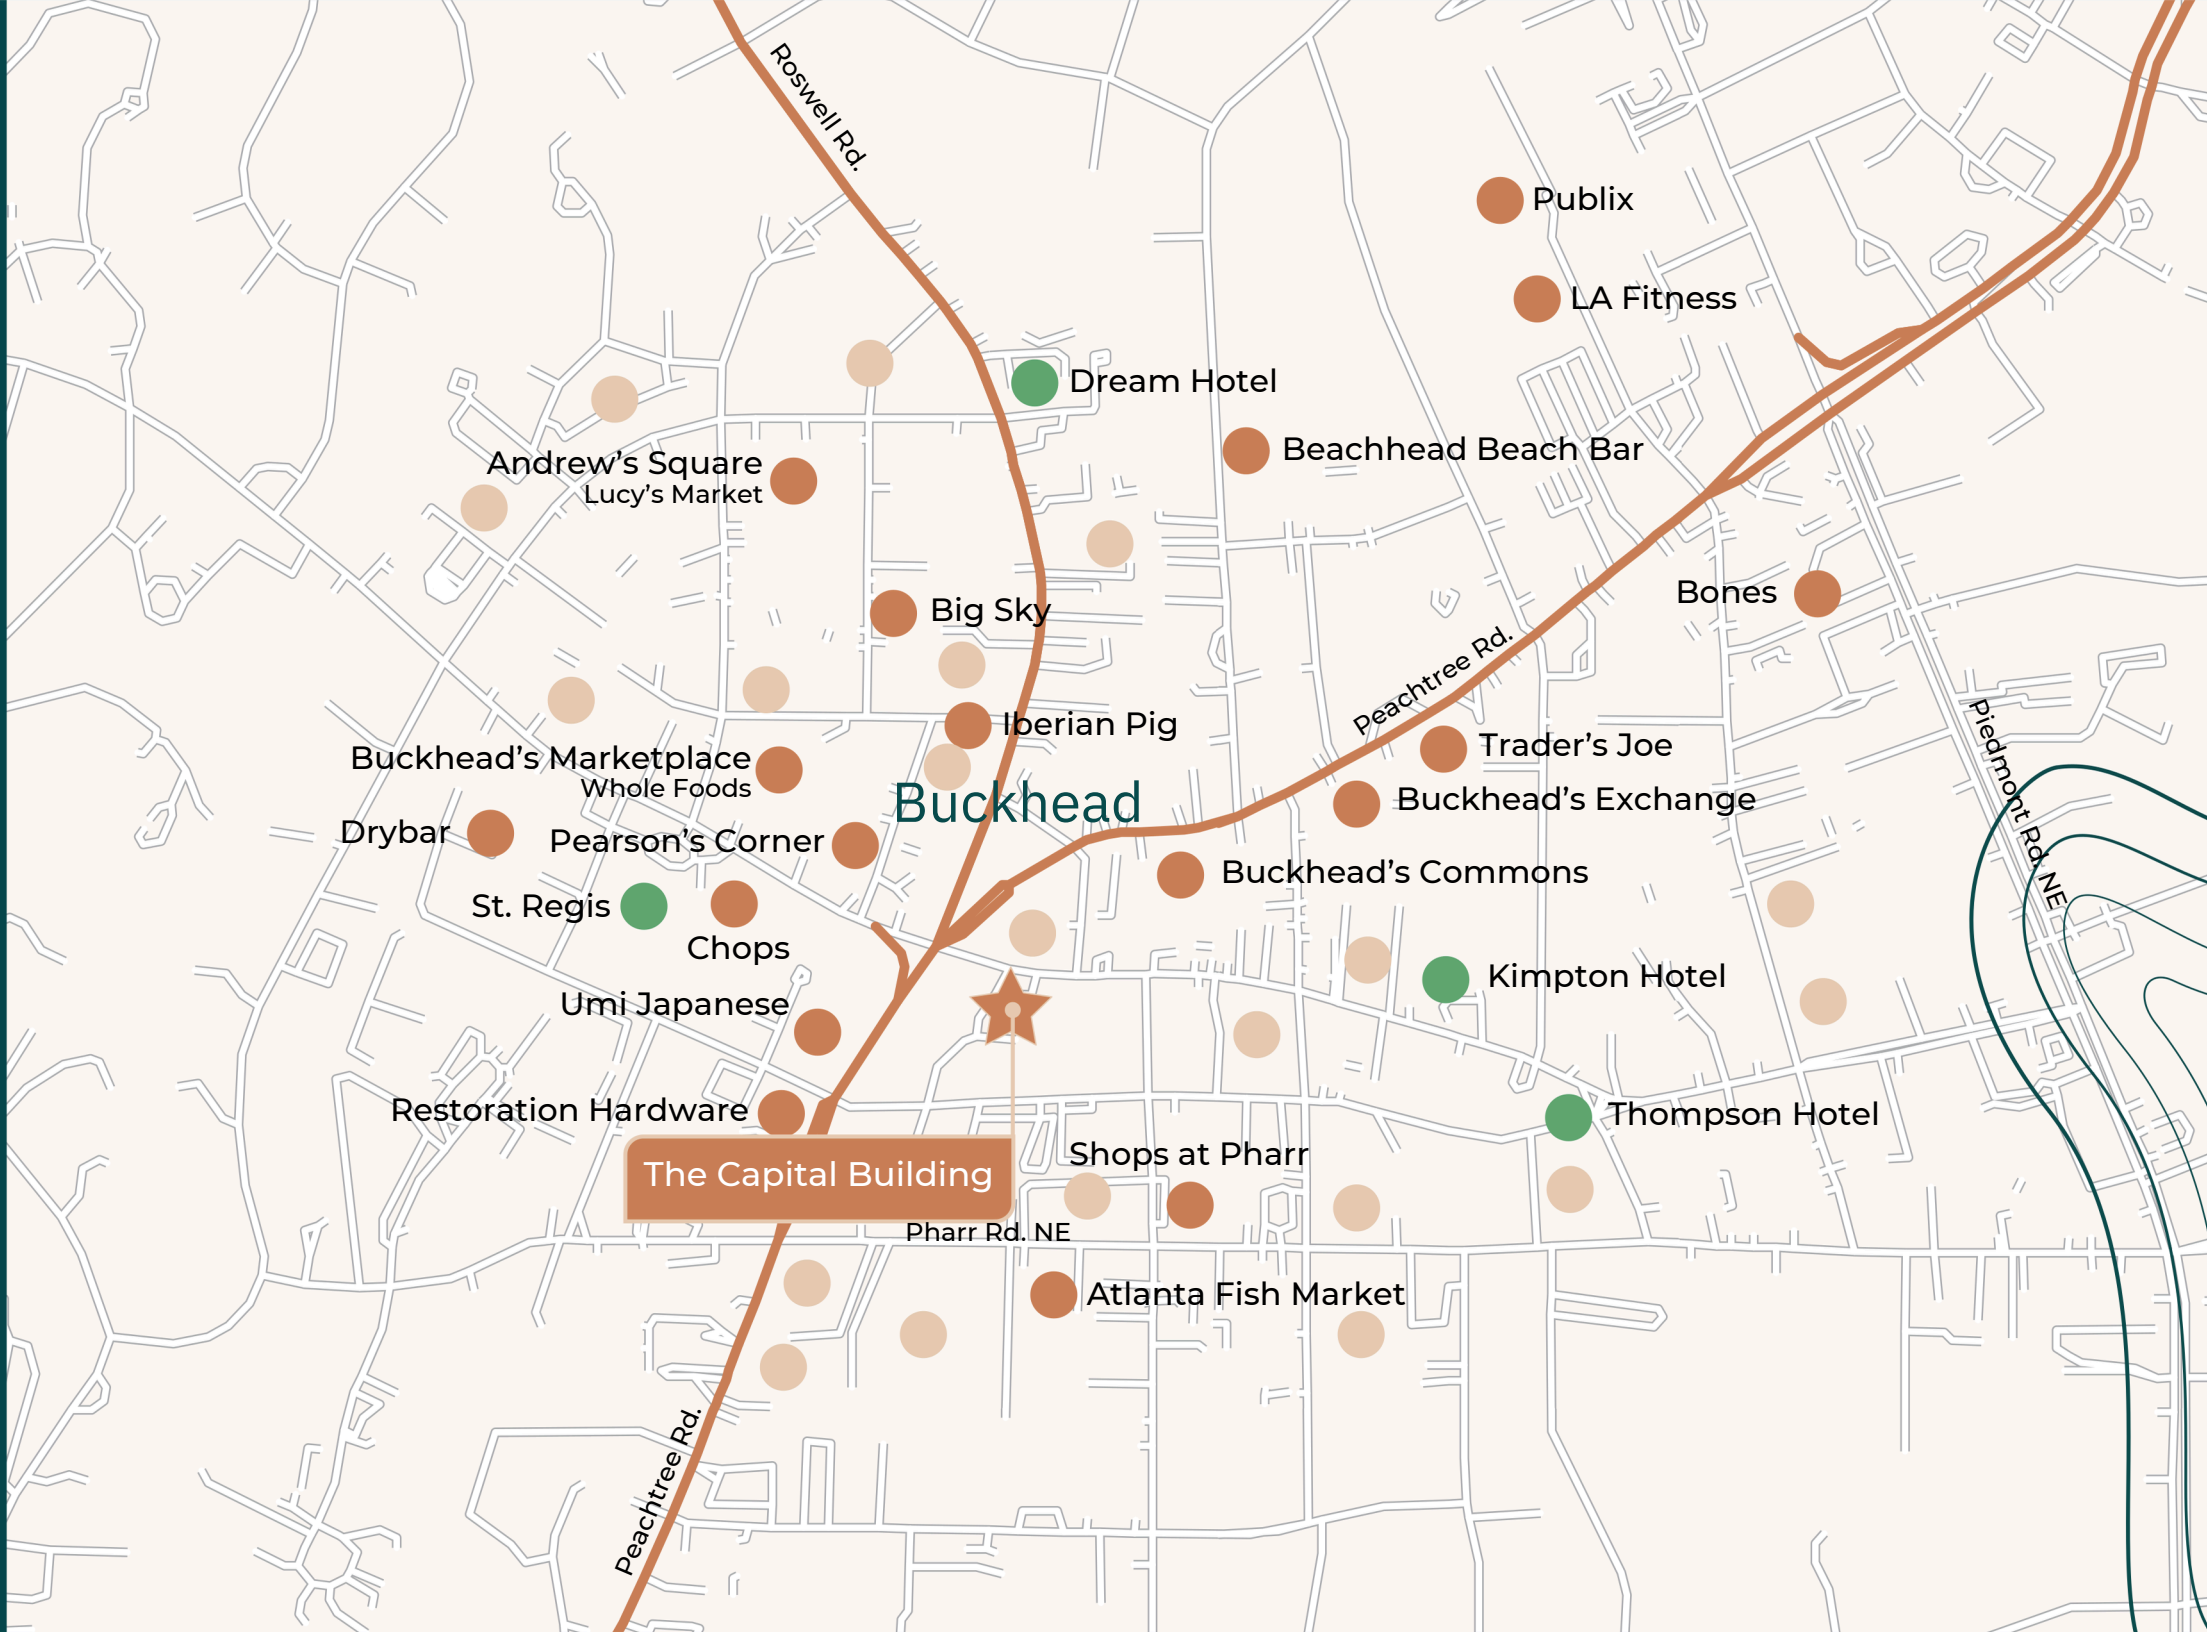 Roswell Rd.
Publix
LA Fitness
Dream Hotel
Beachhead Beach Bar
Andrew’s Square
Lucy’s Market
Bones
Big Sky
Peachtree Rd.
Iberian Pig
Piedmont Rd. NE
Trader’s Joe
Buckhead’s Marketplace
Whole Foods
Buckhead
Buckhead’s Exchange
Drybar
Pearson’s Corner
Buckhead’s Commons
St. Regis
Chops
Kimpton Hotel
Umi Japanese
Restoration Hardware
Thompson Hotel
Shops at Pharr
The Capital Building
Pharr Rd. NE
Atlanta Fish Market
Peachtree Rd.